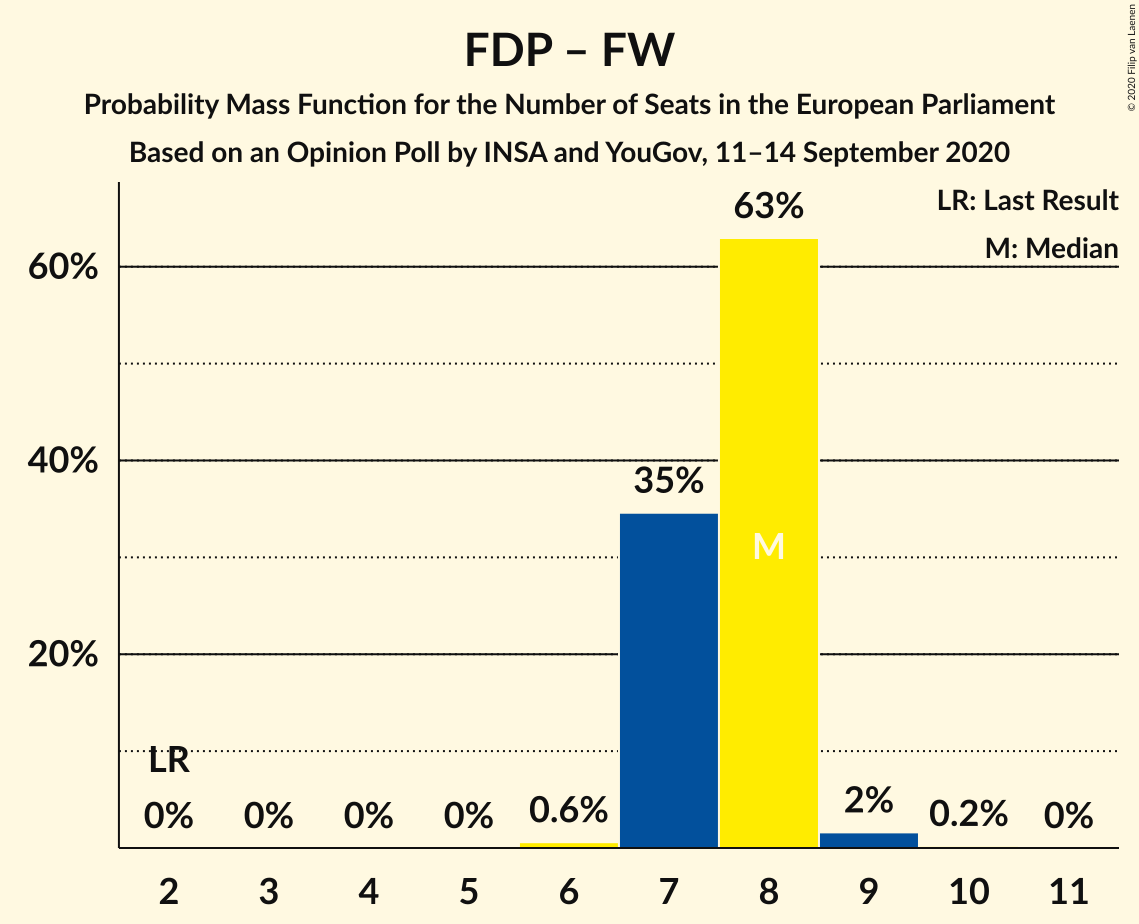 FDP – FW
Probability Mass Function for the Number of Seats in the European Parliament
Based on an Opinion Poll by INSA and YouGov, 11–14 September 2020
© 2020 Filip van Laenen
LR: Last Result
M: Median
60%
40%
20%
63%
35%
M
LR
0%
0%
0%
0%
0.6%
2%
0.2%
0%
2
3
4
5
6
7
8
9
10
11